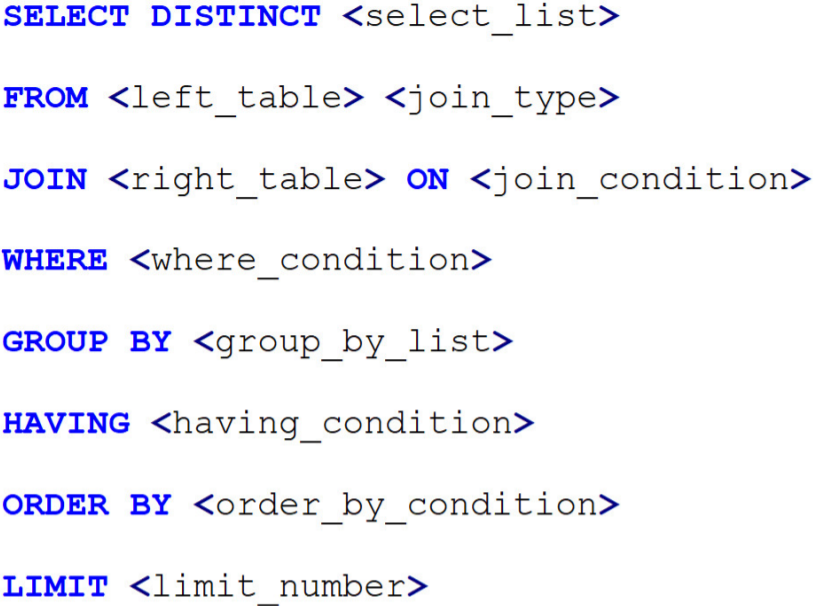 SELECT DISTINCT <select_list>
FROM <left_table> <join_type>
JOIN <right_table> ON <join_condition>
WHERE <where_condition>
GROUP BY <group_by_list>
HAVING <having_condition>
ORDER BY <order_by_condition>
LIMIT <limit_number>